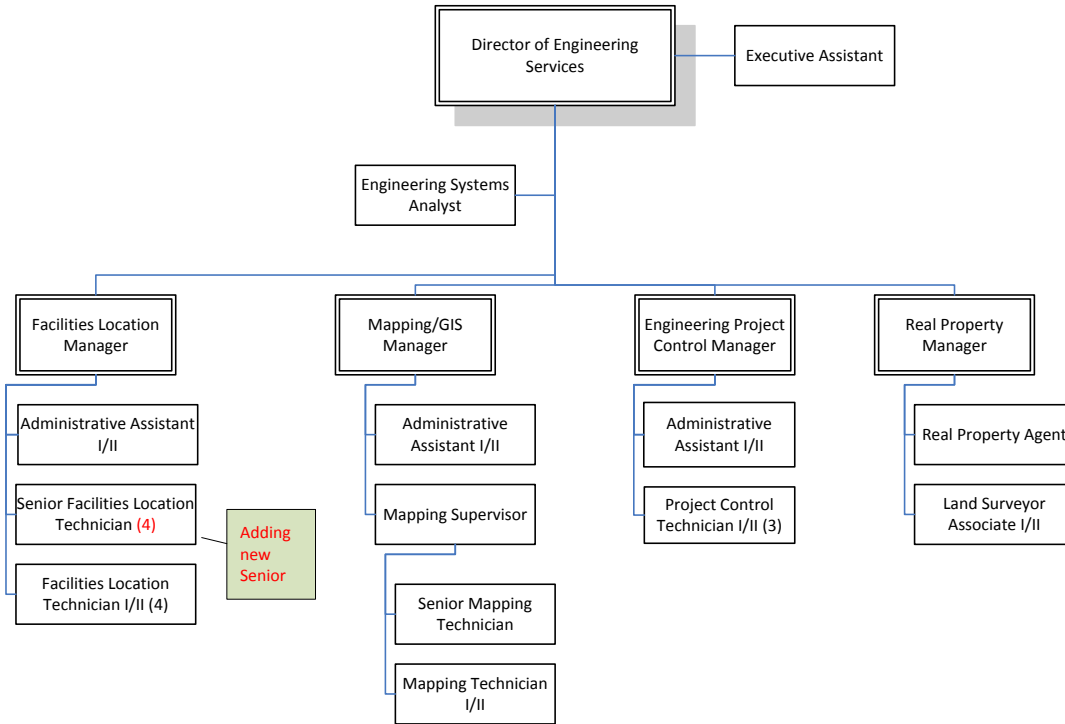 Director of Engineering
Services
Executive Assistant
Engineering Systems
Analyst
Facilities Location
Manager
Mapping/GIS
Manager
Engineering Project
Control Manager
Real Property
Manager
Administrative Assistant
I/II
Senior Facilities Location
Technician (4)
Adding
new
Senior
Facilities Location
Technician I/II (4)
Administrative
Assistant I/II
Mapping Supervisor
Senior Mapping
Technician
Mapping Technician
I/II
Administrative
Assistant I/II
Project Control
Technician I/II (3)
Real Property Agent
Land Surveyor
Associate I/II